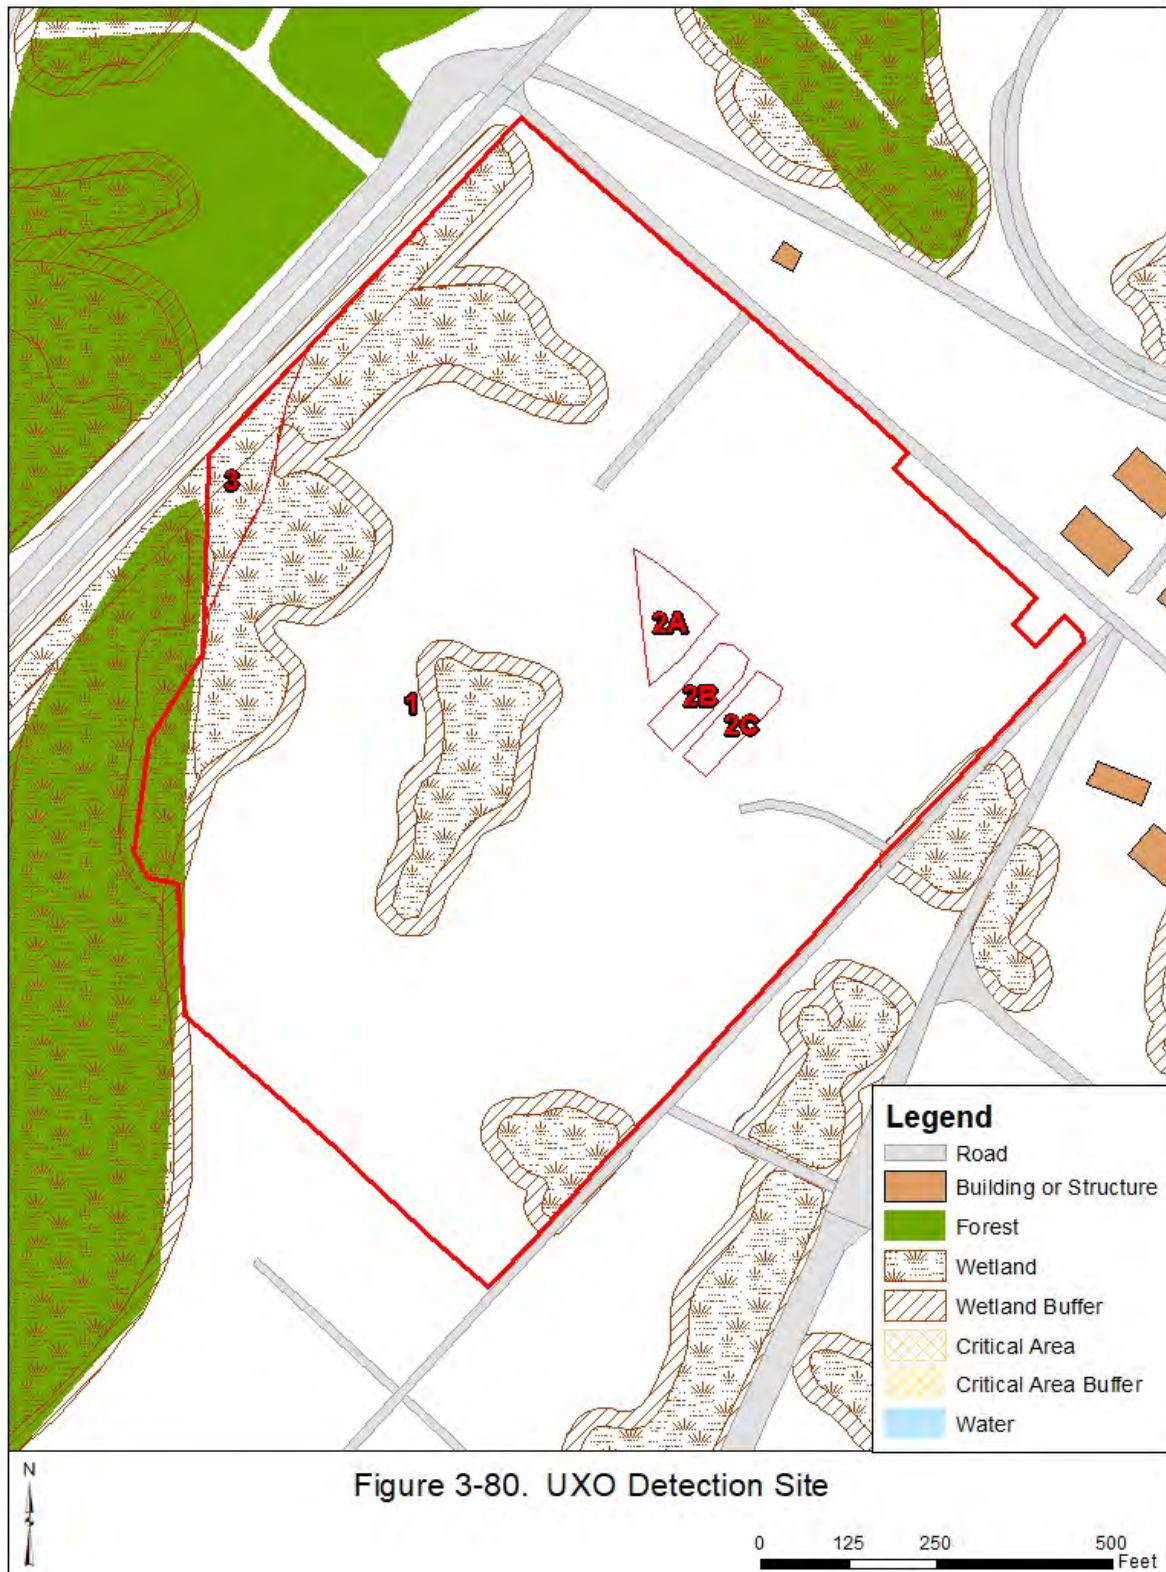 3
1
2A
2B
2C
Legend
Road
Building or Structure
Forest
Wetland
Wetland Buffer
Critical Area
Critical Area Buffer
Water
N
Figure 3-80. UXO Detection Site
0 125 250 500
Feet